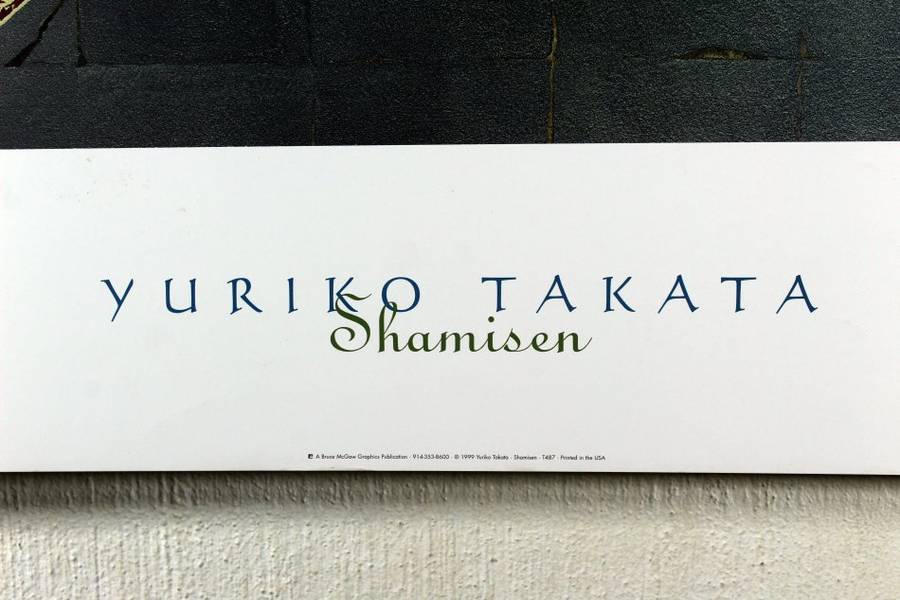 YURIKO TAKATA
Shamisen
A Bruce McGaw Graphics Publication · 914-353-8600 · © 1999 Yuriko Takata · Shamisen · T487 · Printed in the USA